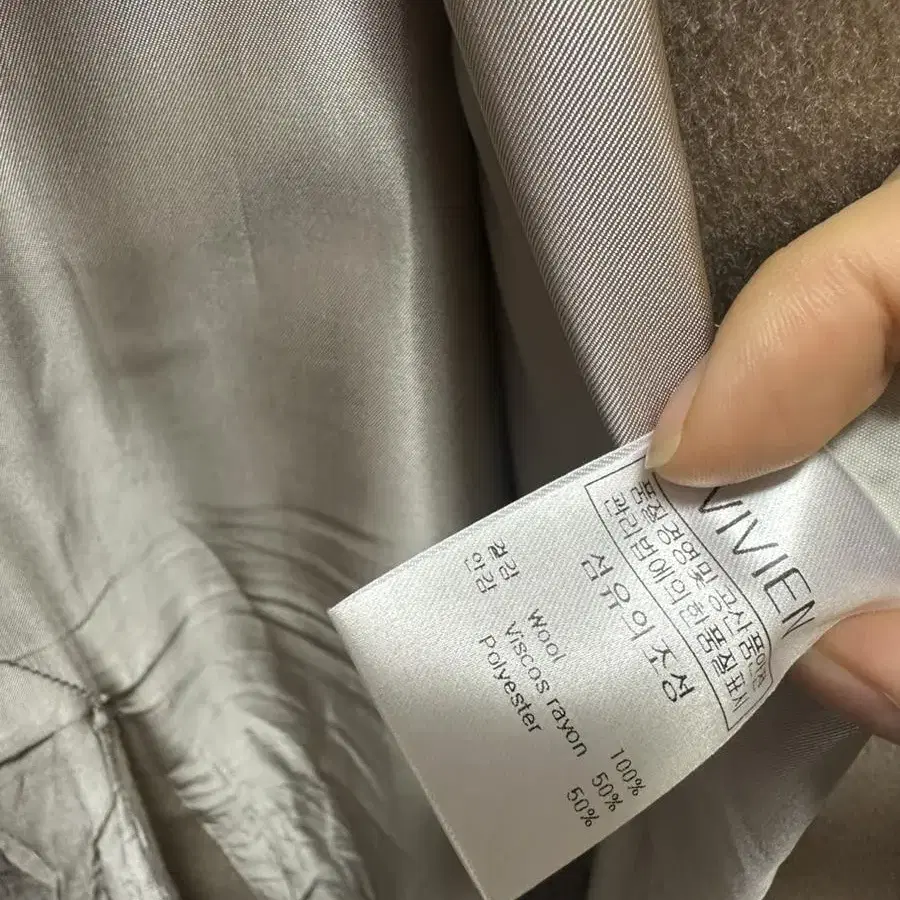 VIVIEN
품질경영및 공산품안전
관리법에의한 품질표시
섬유의 조성
겉감 Wool 100%
안감 Viscos rayon 50%
Polyester 50%